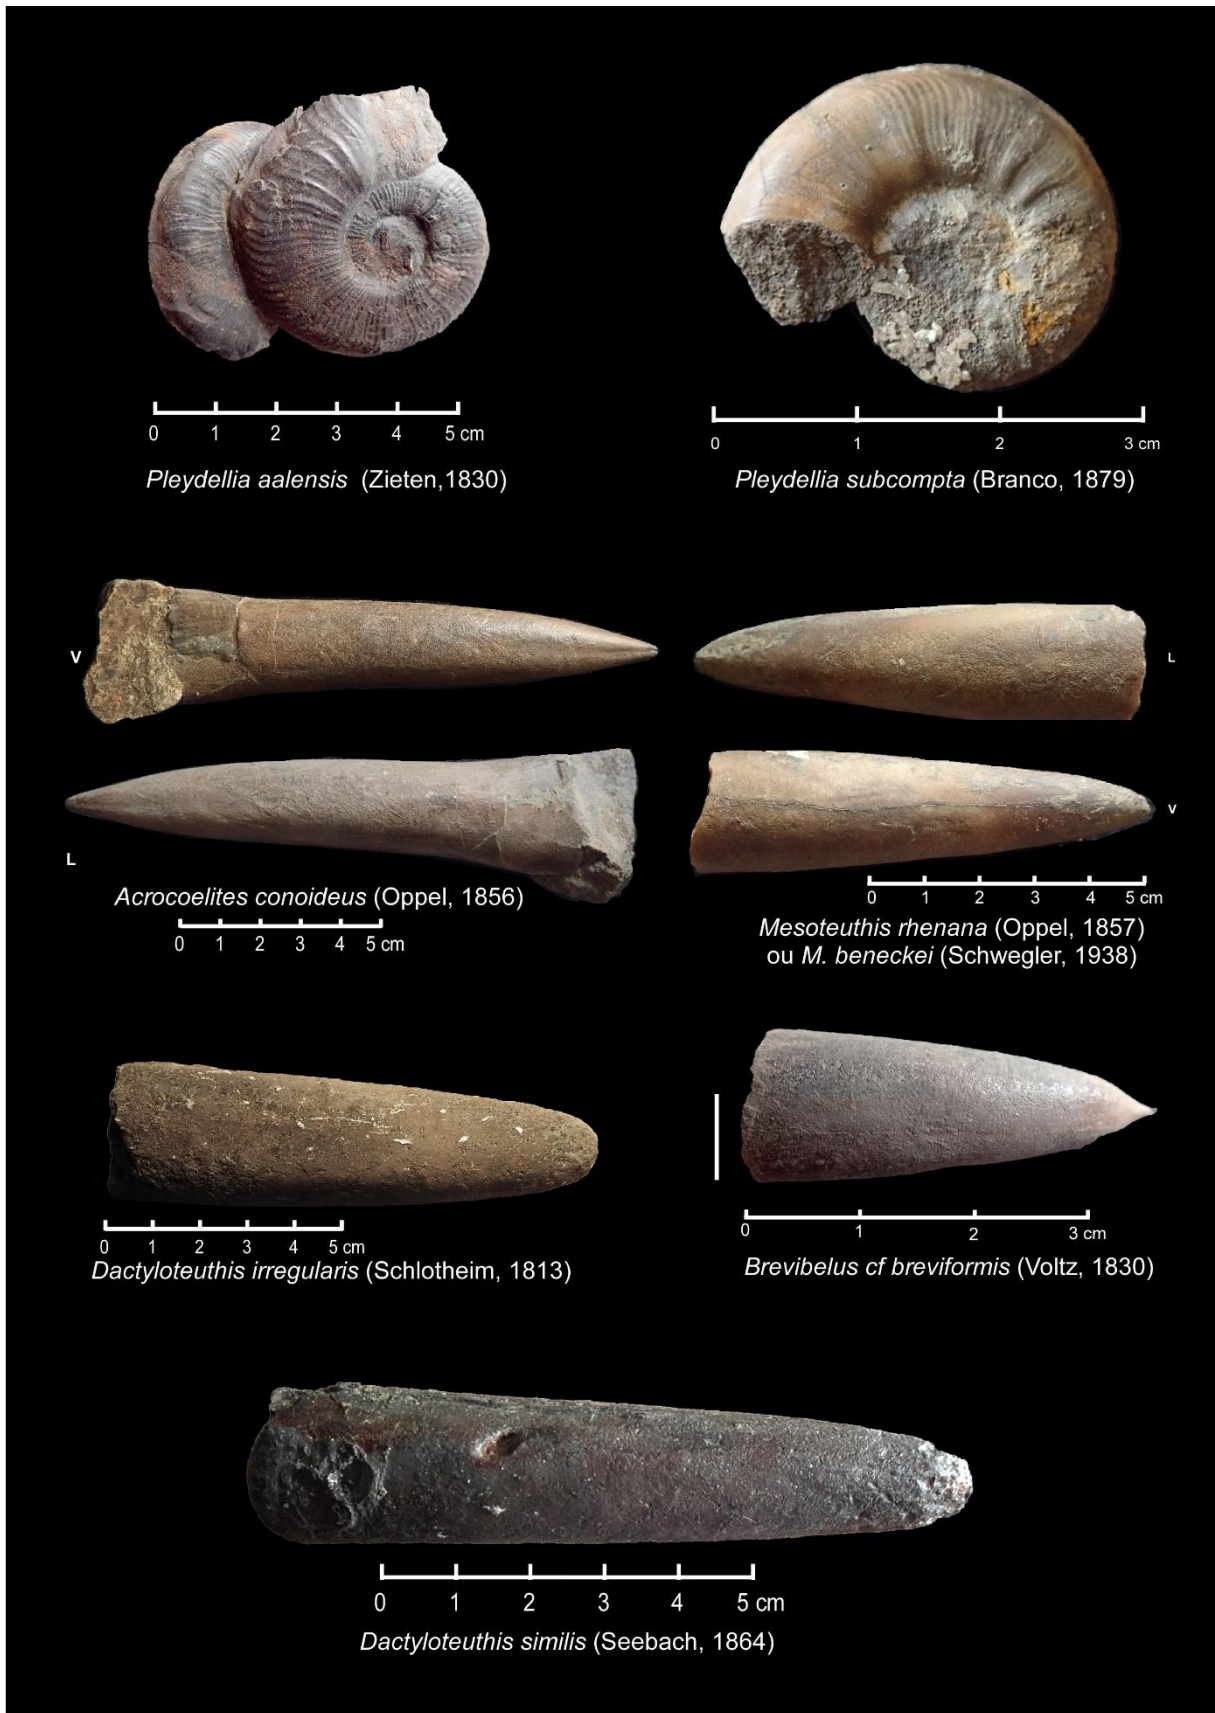 0 1 2 3 4 5 cm
Pleydellia aalensis (Zieten,1830)
0 1 2 3 cm
Pleydellia subcompta (Branco, 1879)
V
L
Acrocoelites conoideus (Oppel, 1856)
0 1 2 3 4 5 cm
L
V
0 1 2 3 4 5 cm
Mesoteuthis rhenana (Oppel, 1857)
ou M. beneckei (Schwegler, 1938)
0 1 2 3 4 5 cm
Dactyloteuthis irregularis (Schlotheim, 1813)
0 1 2 3 cm
Brevibelus cf breviformis (Voltz, 1830)
0 1 2 3 4 5 cm
Dactyloteuthis similis (Seebach, 1864)